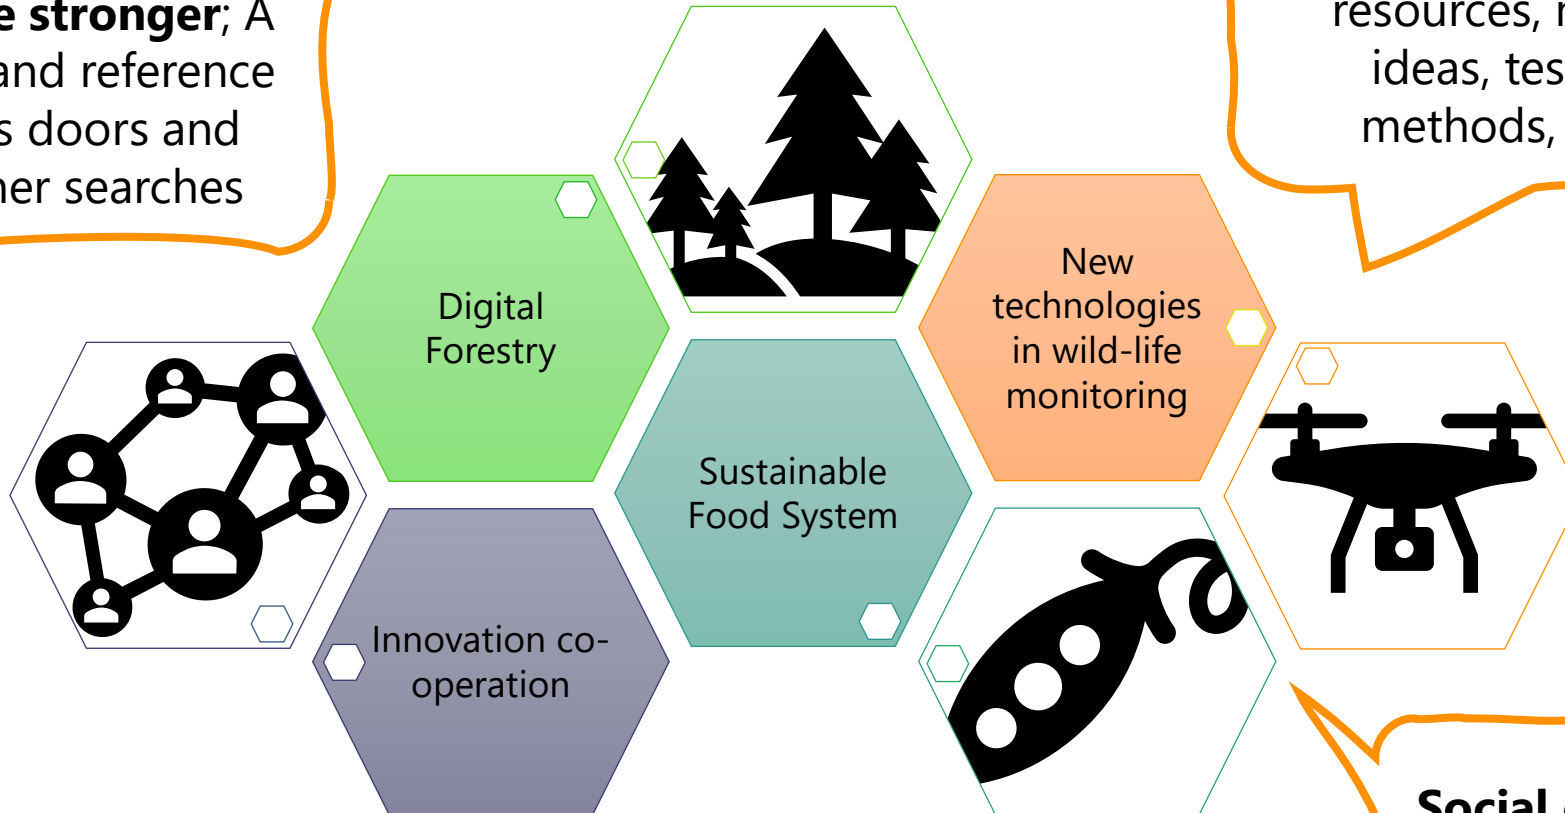 e stronger; A
and reference
s doors and
her searches
resources,
ideas, tes
methods,
Digital
Forestry
New
technologies
in wild-life
monitoring
Sustainable
Food System
Innovation co-
operation
Social